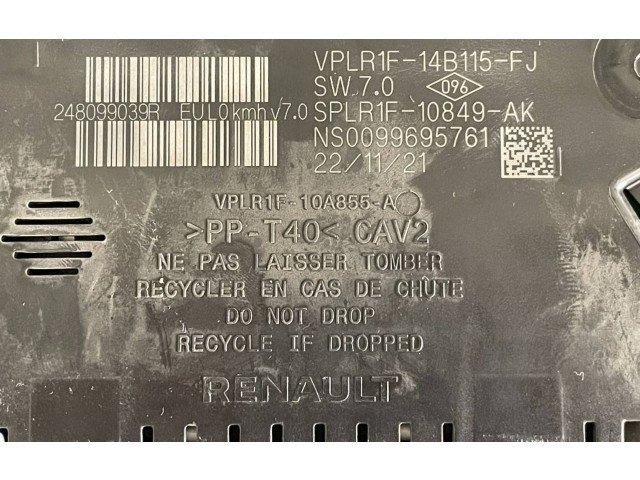 VPLR1F-14B115-FJ
SW.7.0
096
248099039R EU L0 kmh v7.0
SPLR1F-10849-AK
NS0099695761
22/11/21
VPLR1F-10A855-A
>PP-T40< CAV2
NE PAS LAISSER TOMBER
RECYCLER EN CAS DE CHUTE
DO NOT DROP
RECYCLE IF DROPPED
RENAULT